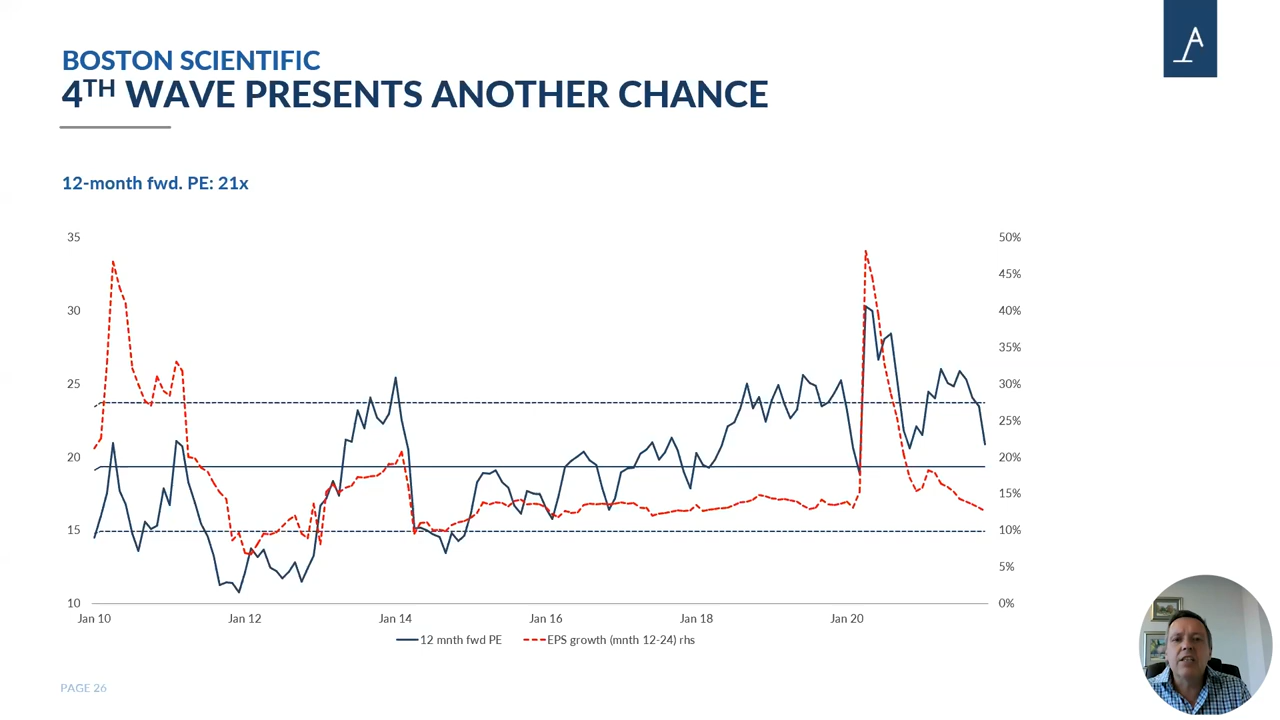 BOSTON SCIENTIFIC
4TH WAVE PRESENTS ANOTHER CHANCE
A
12-month fwd. PE: 21x
35
30
25
20
15
10
50%
45%
40%
35%
30%
25%
20%
15%
10%
5%
0%
Jan 10 Jan 12 Jan 14 Jan 16 Jan 18 Jan 20
12 mnth fwd PE EPS growth (mnth 12-24) rhs
PAGE 26